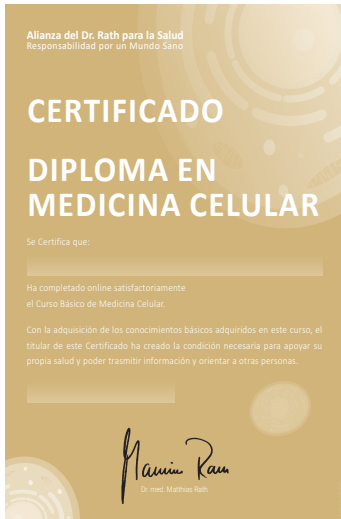 Alianza del Dr. Rath para la Salud
Responsabilidad por un Mundo Sano
CERTIFICADO
DIPLOMA EN
MEDICINA CELULAR
Se Certifica que:
Ha completado online satisfactoriamente
el Curso Básico de Medicina Celular.
Con la adquisición de los conocimientos básicos adquiridos en este curso, el
titular de este Certificado ha creado la condición necesaria para apoyar su
propia salud y poder trasmitir información y orientar a otras personas.
Dr. med. Matthias Rath